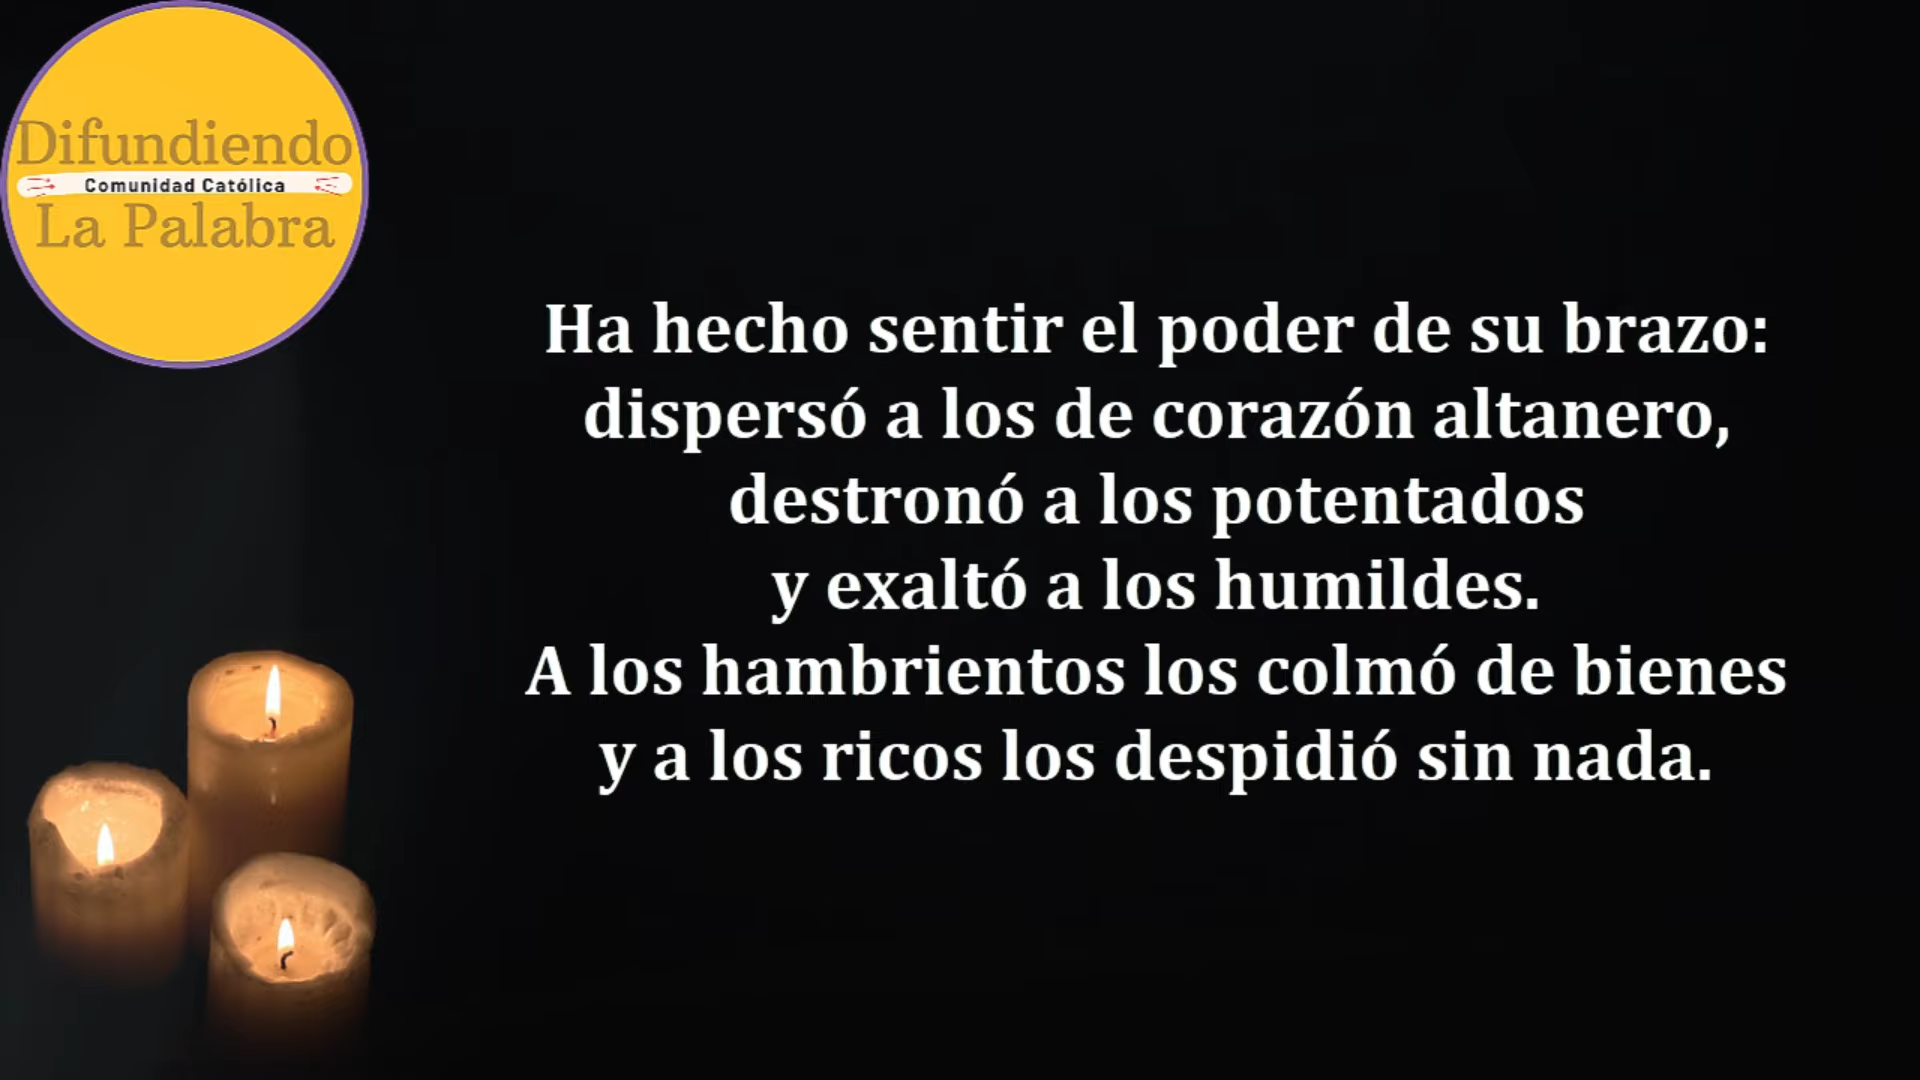 Difundiendo
Comunidad Católica
La Palabra
Ha hecho sentir el poder de su brazo:
dispersó a los de corazón altanero,
destronó a los potentados
y exaltó a los humildes.
A los hambrientos los colmó de bienes
y a los ricos los despidió sin nada.